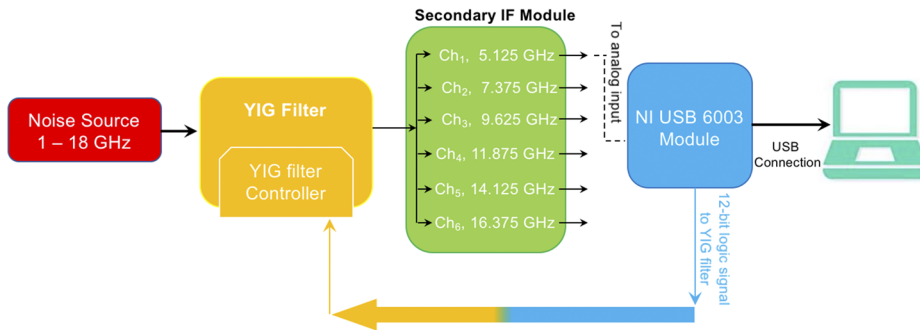 Secondary IF Module
Noise Source
1 – 18 GHz
YIG Filter
YIG filter
Controller
Ch₁, 5.125 GHz
Ch₂, 7.375 GHz
Ch₃, 9.625 GHz
Ch₄, 11.875 GHz
Ch₅, 14.125 GHz
Ch₆, 16.375 GHz
To analog input
NI USB 6003
Module
USB
Connection
12-bit logic signal
to YIG filter